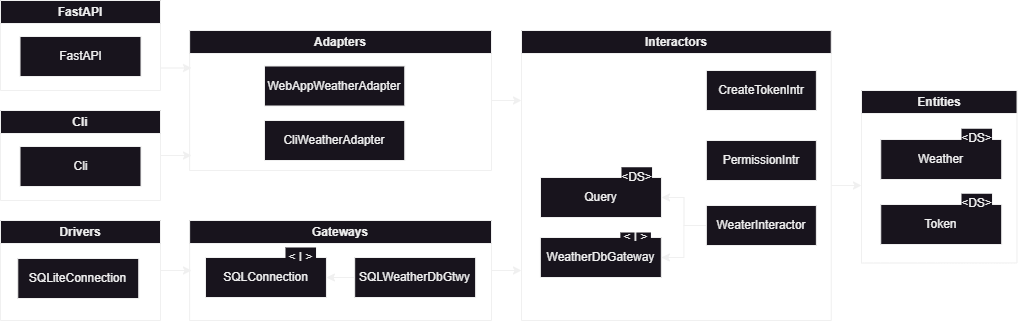 FastAPI
FastAPI
Cli
Cli
Drivers
SQLiteConnection
Adapters
WebAppWeatherAdapter
CliWeatherAdapter
Gateways
< I >
SQLConnection
SQLWeatherDbGtwy
Interactors
CreateTokenIntr
PermissionIntr
<DS>
Query
WeaterInteractor
< I >
WeatherDbGateway
Entities
<DS>
Weather
<DS>
Token